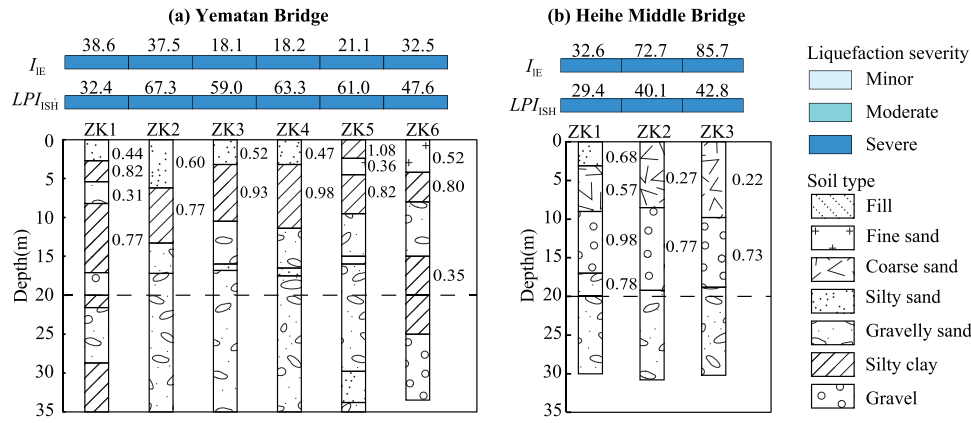 (a) Yematan Bridge
38.6 37.5 18.1 18.2 21.1 32.5
I_IE
32.4 67.3 59.0 63.3 61.0 47.6
LPI_ISH
ZK1 ZK2 ZK3 ZK4 ZK5 ZK6
0
5
10
15
20
25
30
35
Depth(m)
0.44
0.82
0.31
0.77
0.60
0.77
0.52
0.93
0.47
0.98
1.08
0.36
0.82
0.52
0.80
0.35
(b) Heihe Middle Bridge
32.6 72.7 85.7
I_IE
29.4 40.1 42.8
LPI_ISH
ZK1 ZK2 ZK3
0
5
10
15
20
25
30
35
Depth(m)
0.68
0.57
0.98
0.78
0.27
0.77
0.22
0.73
Liquefaction severity
Minor
Moderate
Severe
Soil type
Fill
Fine sand
Coarse sand
Silty sand
Gravelly sand
Silty clay
Gravel